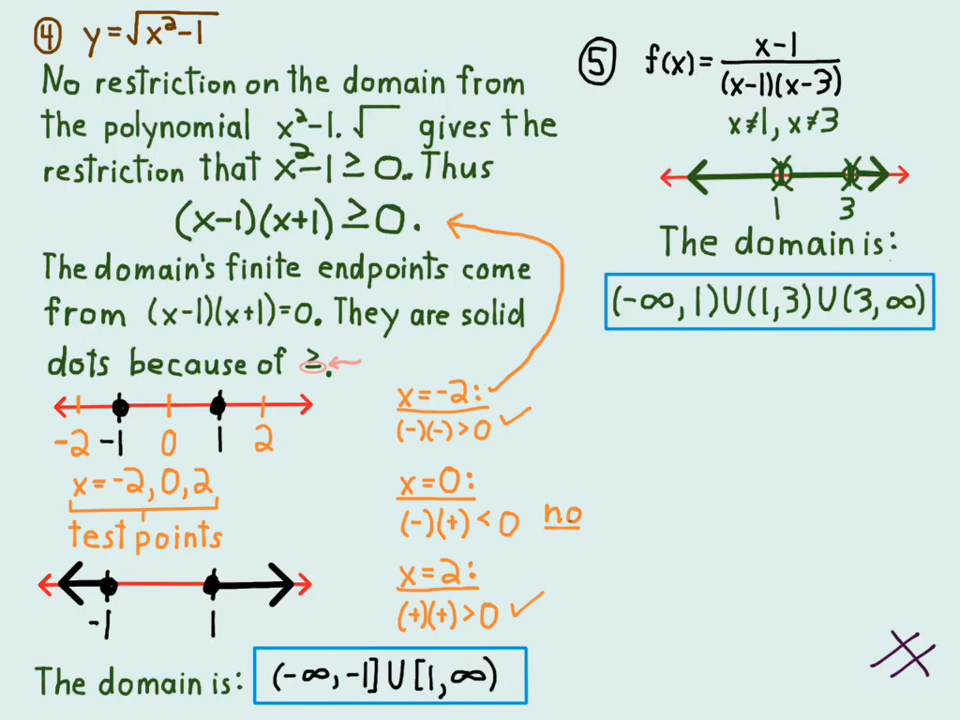 ④ y=√(x²-1)
No restriction on the domain from
the polynomial x²-1. √ gives the
restriction that x²-1≥0. Thus
(x-1)(x+1)≥0.
The domain's finite endpoints come
from (x-1)(x+1)=0. They are solid
dots because of ≥.
-2 -1 0 1 2
x=-2,0,2
test points
-1 1
x=-2:
(-)(-)>0 ✓
x=0:
(-)(+)<0 no
x=2:
(+)(+)>0 ✓
The domain is: (-∞,-1]U[1,∞)
⑤ f(x)= (x-1)/((x-1)(x-3))
x≠1, x≠3
1 3
The domain is:
(-∞,1)U(1,3)U(3,∞)